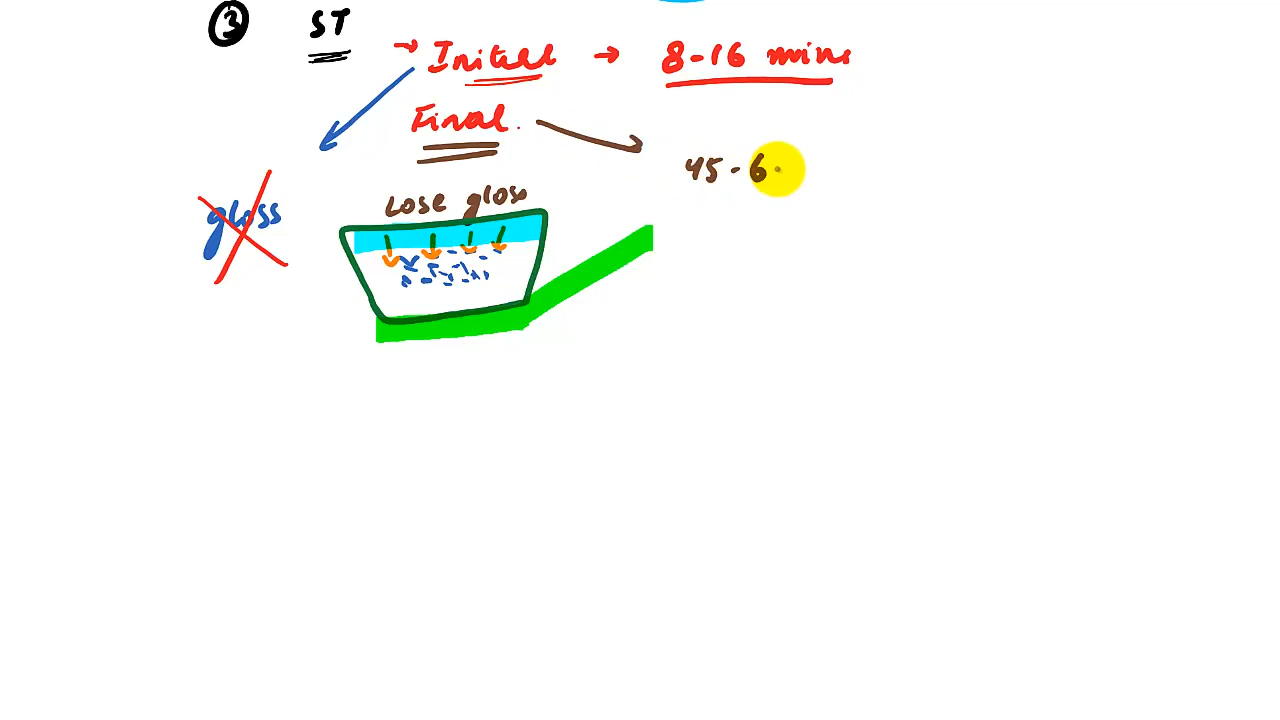 3 ST
→ Initial → 8-16 mins
Final.
45-6
gloss
Lose gloss